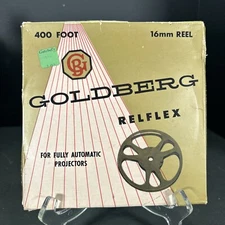 400 FOOT 16mm REEL
GB
GOLDBERG
RELFLEX
FOR FULLY AUTOMATIC
PROJECTORS